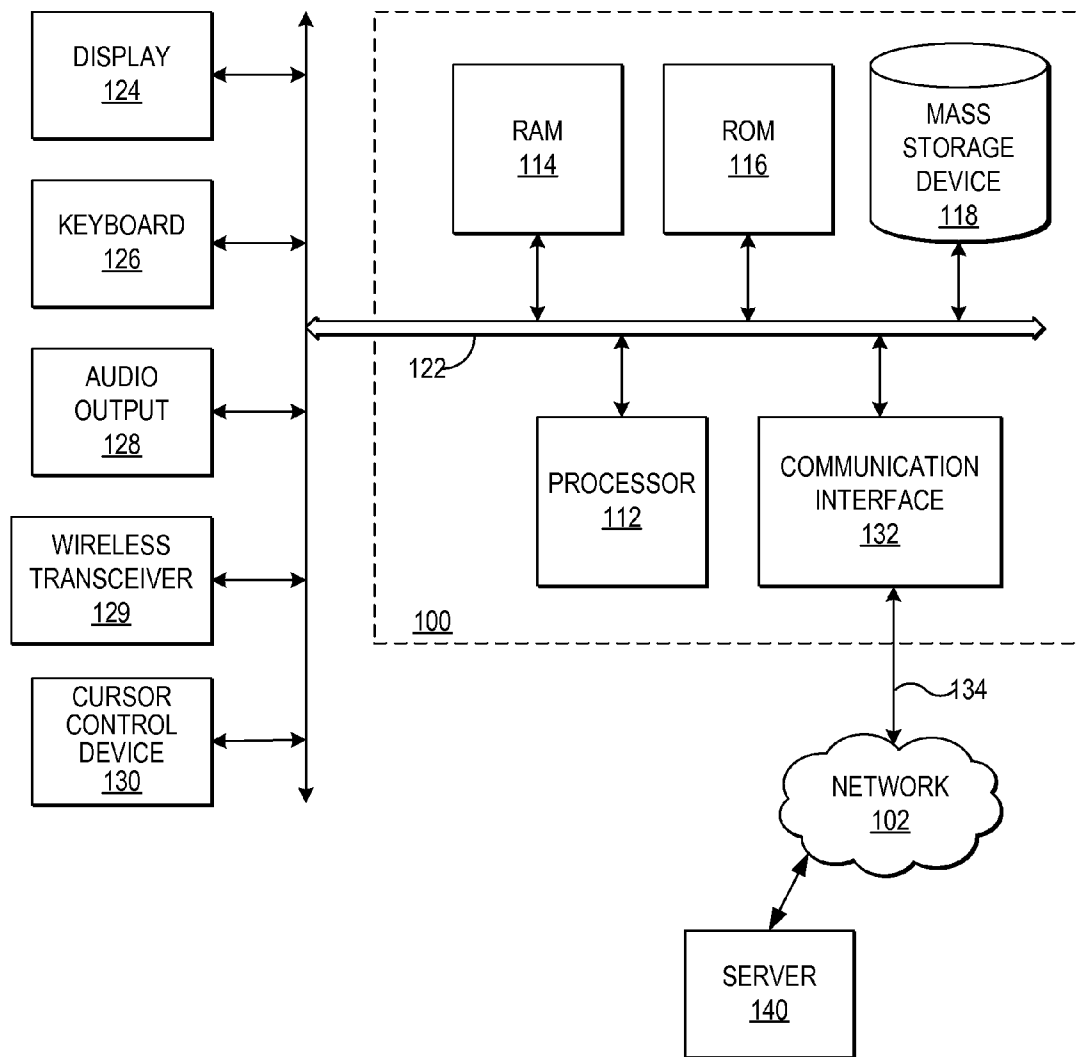 DISPLAY
124
KEYBOARD
126
AUDIO
OUTPUT
128
WIRELESS
TRANSCEIVER
129
CURSOR
CONTROL
DEVICE
130
RAM
114
ROM
116
MASS
STORAGE
DEVICE
118
122
PROCESSOR
112
COMMUNICATION
INTERFACE
132
100
134
NETWORK
102
SERVER
140